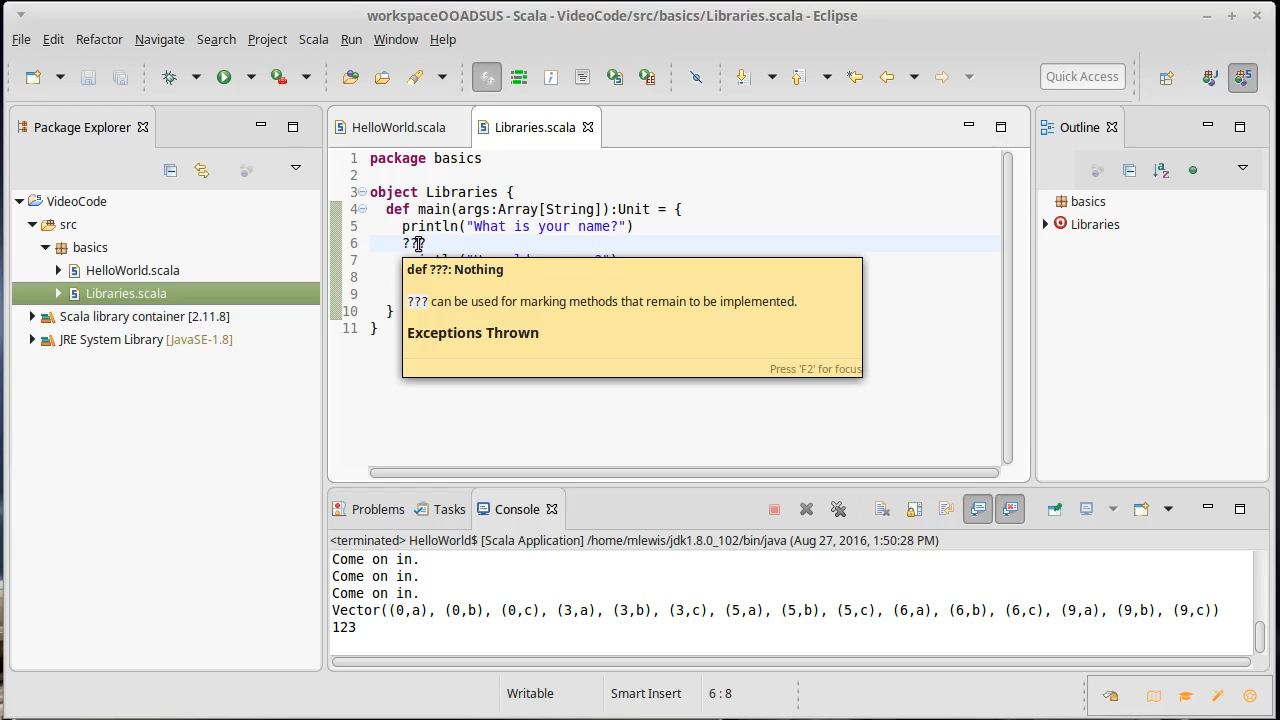 workspaceOOADSUS - Scala - VideoCode/src/basics/Libraries.scala - Eclipse
File Edit Refactor Navigate Search Project Scala Run Window Help
Quick Access
Package Explorer
HelloWorld.scala
Libraries.scala
Outline
VideoCode
src
basics
HelloWorld.scala
Libraries.scala
Scala library container [2.11.8]
JRE System Library [JavaSE-1.8]
1 package basics
2
3 object Libraries {
4 def main(args:Array[String]):Unit = {
5 println("What is your name?")
6 ???
7
8
9
10 }
11 }
def ???: Nothing
??? can be used for marking methods that remain to be implemented.
Exceptions Thrown
Press 'F2' for focus
basics
Libraries
Problems Tasks Console
<terminated> HelloWorld$ [Scala Application] /home/mlewis/jdk1.8.0_102/bin/java (Aug 27, 2016, 1:50:28 PM)
Come on in.
Come on in.
Come on in.
Vector((0,a), (0,b), (0,c), (3,a), (3,b), (3,c), (5,a), (5,b), (5,c), (6,a), (6,b), (6,c), (9,a), (9,b), (9,c))
123
Writable Smart Insert 6 : 8